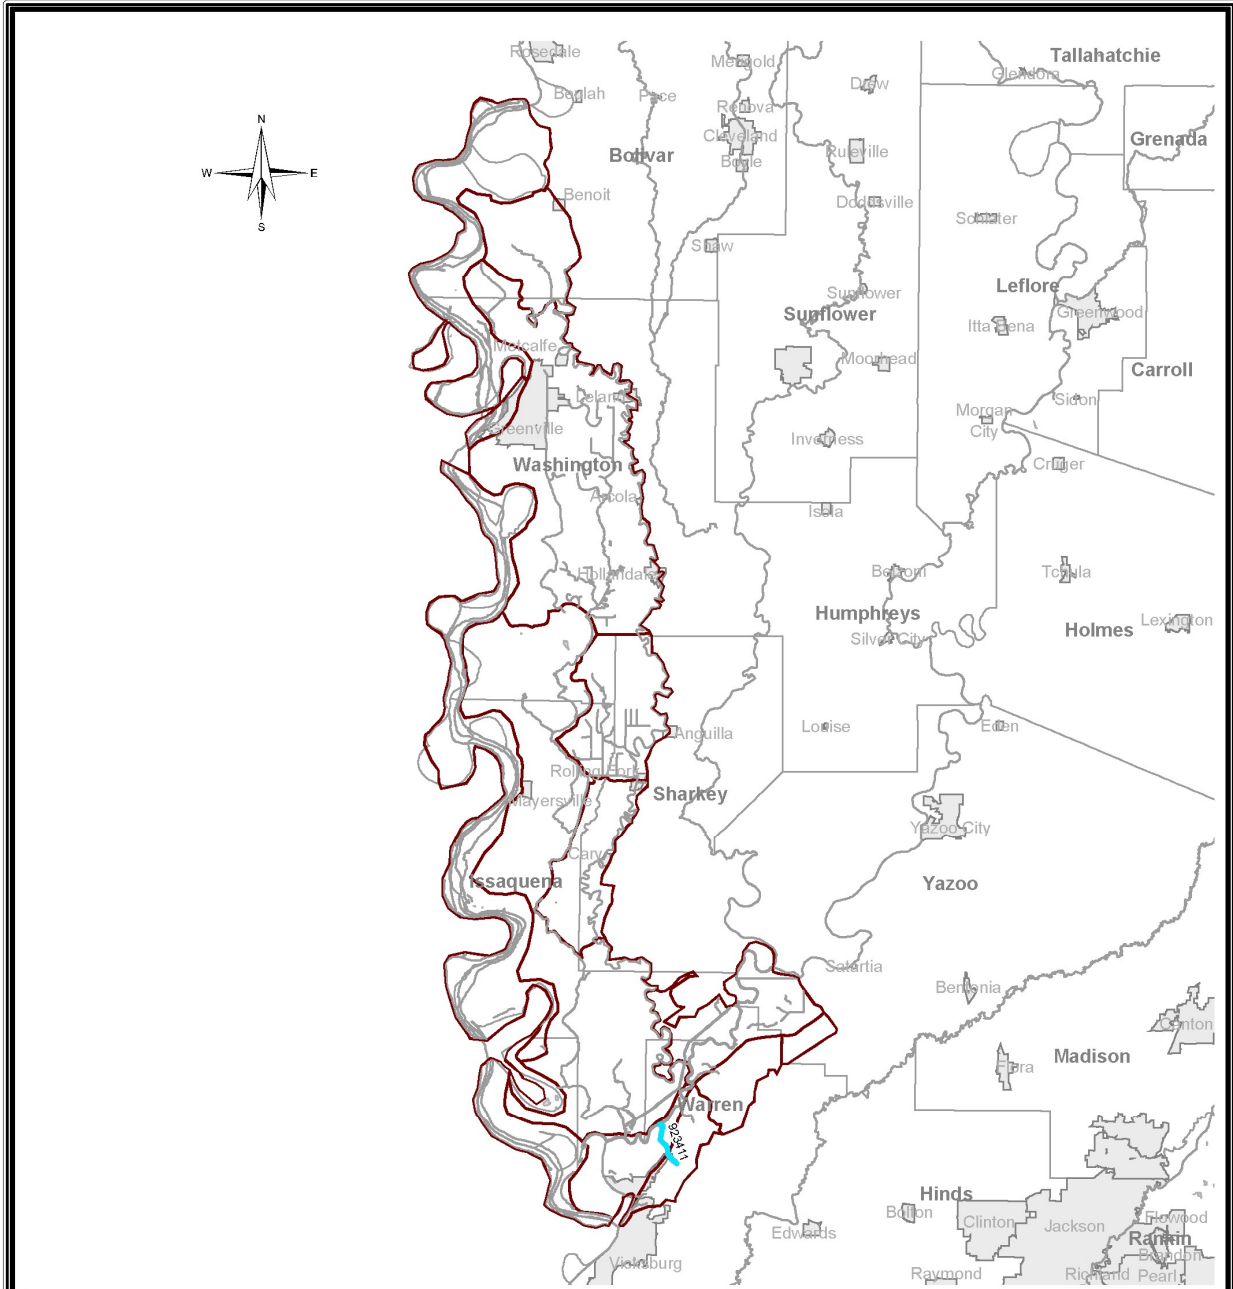 Rosedale
Merigold
Tallahatchie
Glendora
Drew
Beulah
Pace
Renova
Cleveland
Grenada
Bolivar
Boyle
Ruleville
N
W
E
S
Benoit
Doddsville
Schlater
Shaw
Sunflower
Leflore
Sunflower
Greenwood
Itta Bena
Metcalfe
Moorhead
Carroll
Leland
Sidon
Morgan
City
Greenville
Inverness
Washington
Cruger
Arcola
Isola
Hollandale
Belzoni
Tchula
Humphreys
Lexington
Holmes
Silver City
Anguilla
Louise
Eden
Rolling Fork
Mayersville
Sharkey
Yazoo City
Cary
Issaquena
Yazoo
Satartia
Bentonia
Canton
Madison
Flora
Warren
923411
Hinds
Bolton
Clinton
Jackson
Flowood
Edwards
Rankin
Brandon
Vicksburg
Raymond
Richland
Pearl